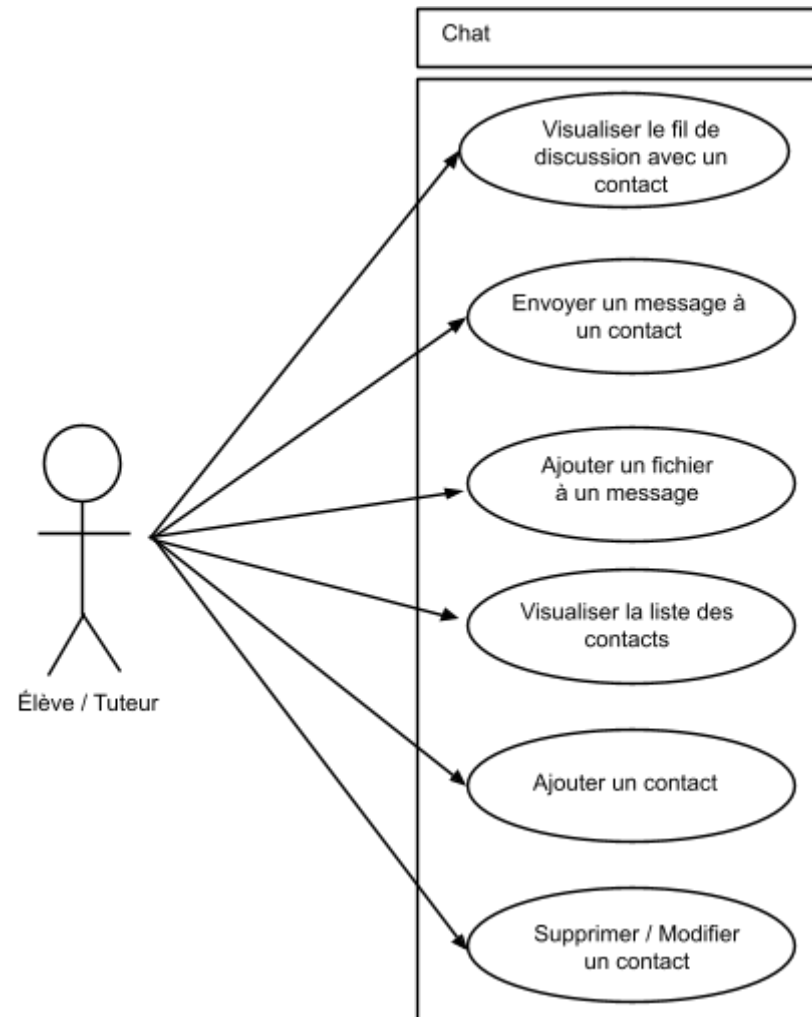 Chat
Visualiser le fil de
discussion avec un
contact
Envoyer un message à
un contact
Ajouter un fichier
à un message
Visualiser la liste des
contacts
Élève / Tuteur
Ajouter un contact
Supprimer / Modifier
un contact